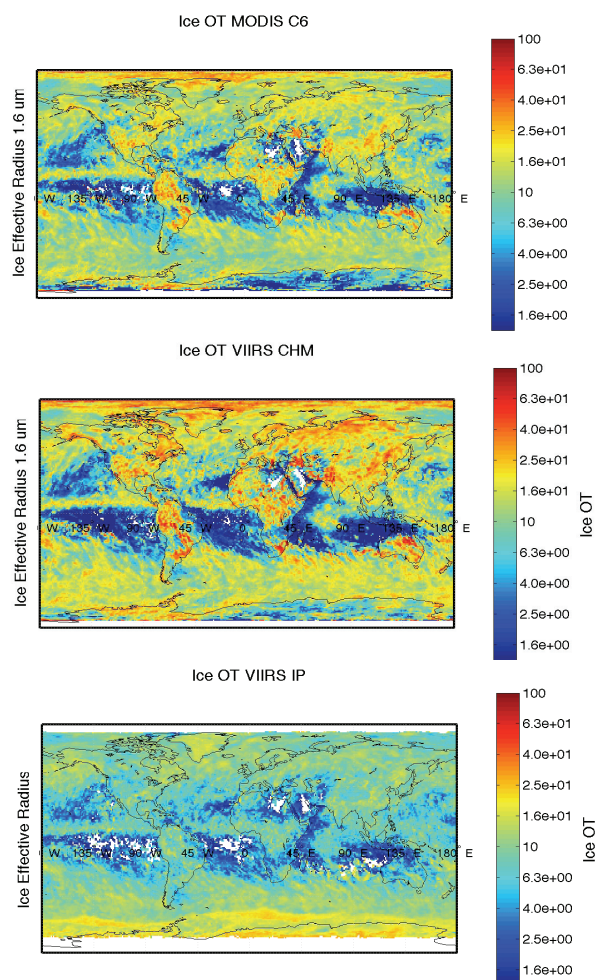 Ice OT MODIS C6
Ice Effective Radius 1.6 um
W 135 W 90 W 45 W 0 45 E 90 E 135 E 180° E
100
6.3e+01
4.0e+01
2.5e+01
1.6e+01
10
6.3e+00
4.0e+00
2.5e+00
1.6e+00
Ice OT VIIRS CHM
Ice Effective Radius 1.6 um
W 135 W 90 W 45 W 0 45 E 90 E 135 E 180° E
100
6.3e+01
4.0e+01
2.5e+01
1.6e+01
10
6.3e+00
4.0e+00
2.5e+00
1.6e+00
Ice OT
Ice OT VIIRS IP
Ice Effective Radius
W 135 W 90 W 45 W 0 45 E 90 E 135 E 180° E
100
6.3e+01
4.0e+01
2.5e+01
1.6e+01
10
6.3e+00
4.0e+00
2.5e+00
1.6e+00
Ice OT